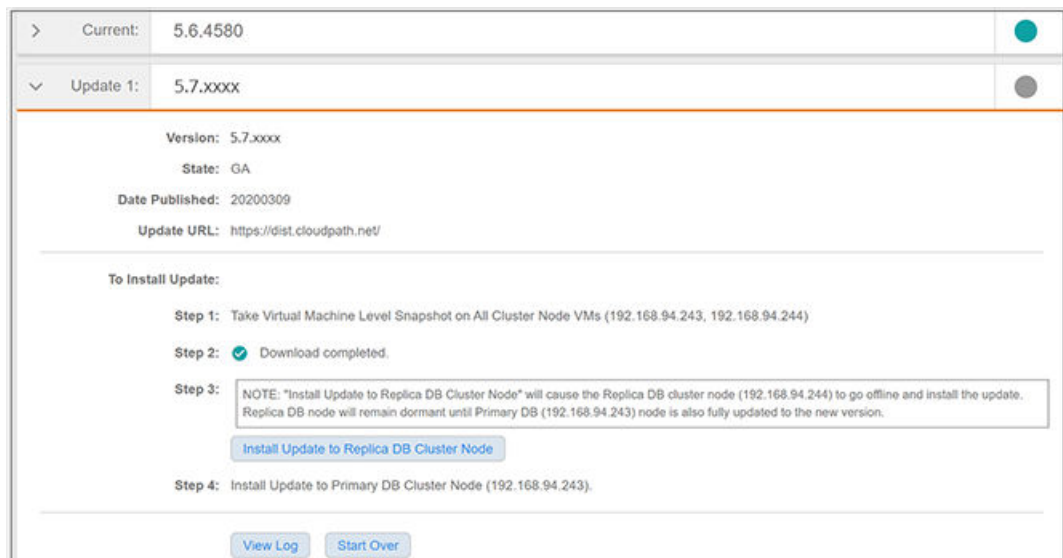 Current: 5.6.4580
Update 1: 5.7.xxxx
Version: 5.7.xxxx
State: GA
Date Published: 20200309
Update URL: https://dist.cloudpath.net/
To Install Update:
Step 1: Take Virtual Machine Level Snapshot on All Cluster Node VMs (192.168.94.243, 192.168.94.244)
Step 2: Download completed.
Step 3: NOTE: "Install Update to Replica DB Cluster Node" will cause the Replica DB cluster node (192.168.94.244) to go offline and install the update.
Replica DB node will remain dormant until Primary DB (192.168.94.243) node is also fully updated to the new version.
Install Update to Replica DB Cluster Node
Step 4: Install Update to Primary DB Cluster Node (192.168.94.243).
View Log Start Over